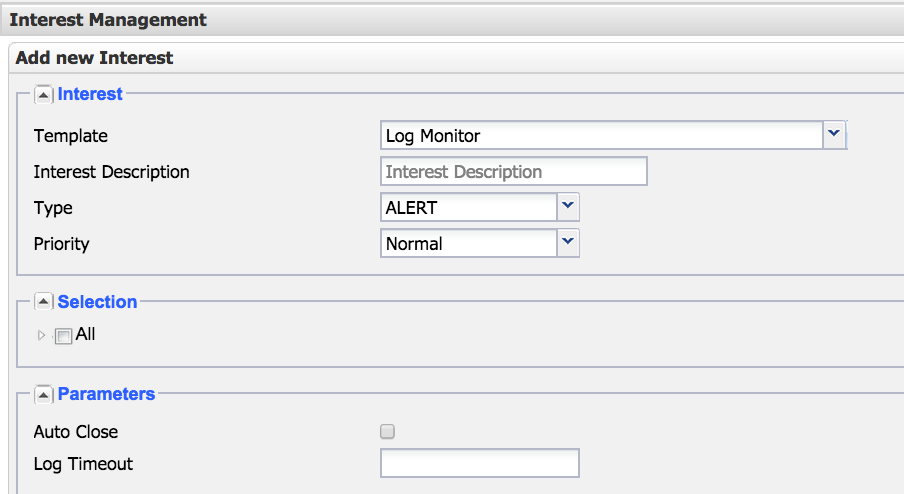 Interest Management
Add new Interest
Interest
Template Log Monitor
Interest Description Interest Description
Type ALERT
Priority Normal
Selection
All
Parameters
Auto Close
Log Timeout